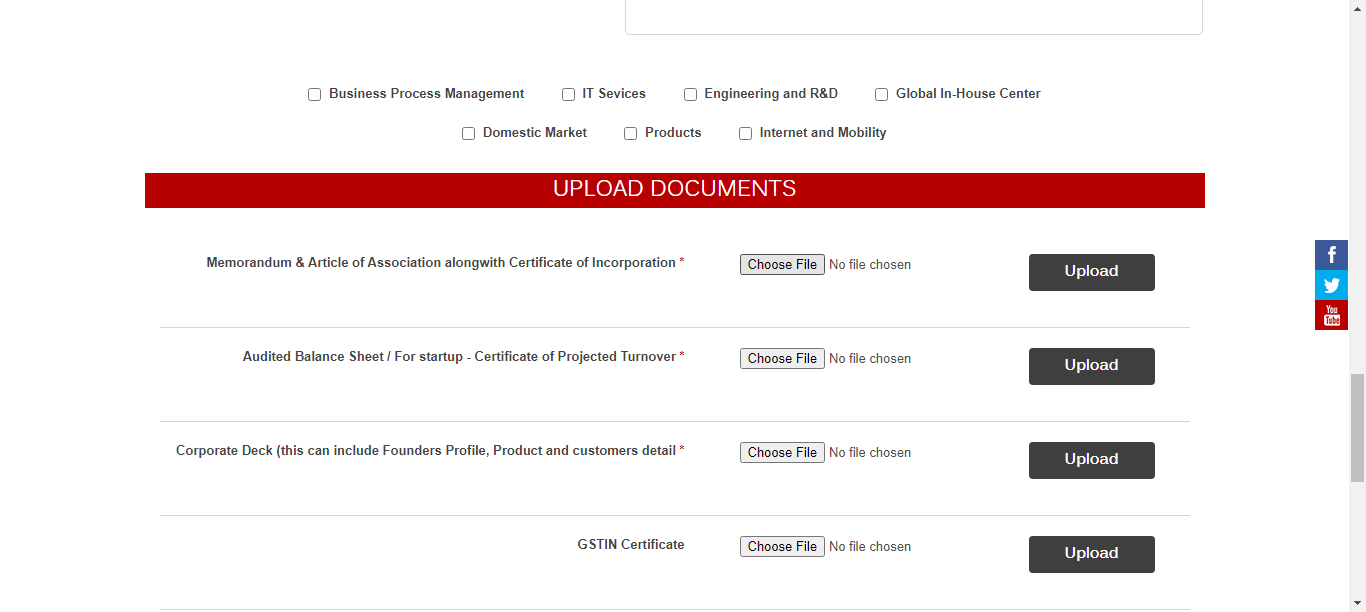 Business Process Management IT Sevices Engineering and R&D Global In-House Center
Domestic Market Products Internet and Mobility
UPLOAD DOCUMENTS
Memorandum & Article of Association alongwith Certificate of Incorporation * Choose File No file chosen Upload
Audited Balance Sheet / For startup - Certificate of Projected Turnover * Choose File No file chosen Upload
Corporate Deck (this can include Founders Profile, Product and customers detail * Choose File No file chosen Upload
GSTIN Certificate Choose File No file chosen Upload
f
You
Tube